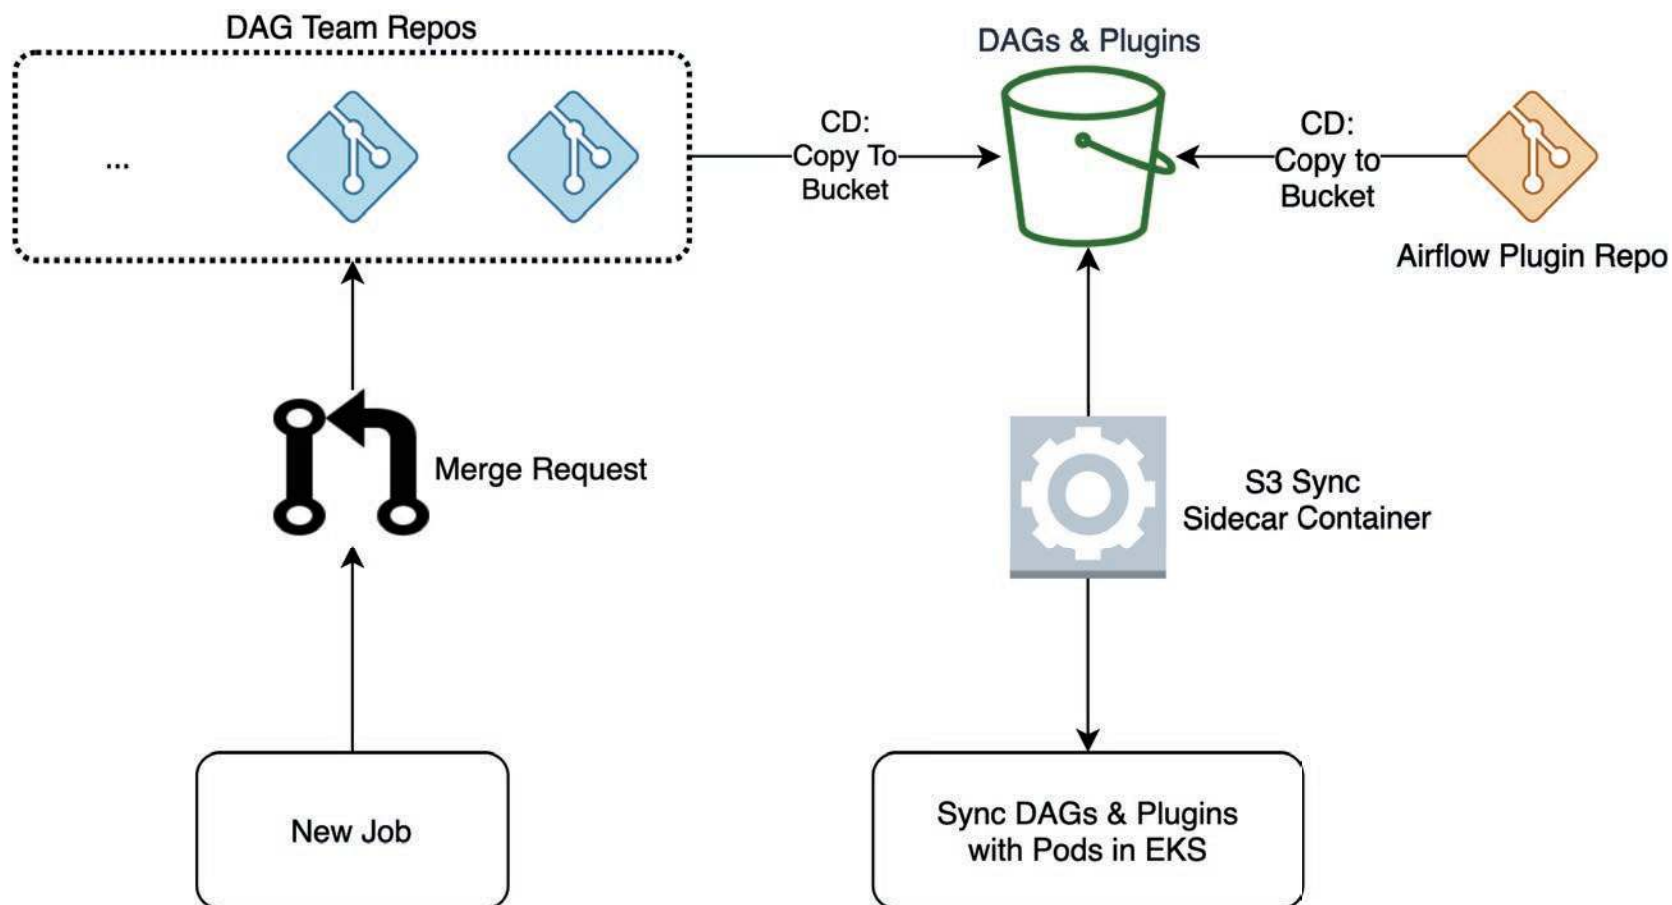 DAG Team Repos
DAGs & Plugins
...
CD:
Copy To
Bucket
CD:
Copy to
Bucket
Airflow Plugin Repo
Merge Request
S3 Sync
Sidecar Container
New Job
Sync DAGs & Plugins
with Pods in EKS